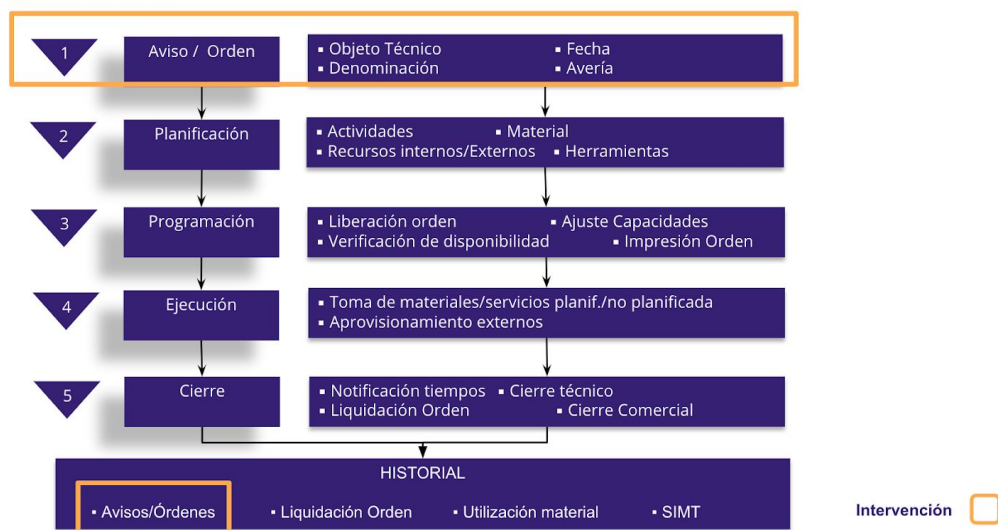 1
Aviso / Orden
▪ Objeto Técnico ▪ Fecha
▪ Denominación ▪ Avería
2
Planificación
▪ Actividades ▪ Material
▪ Recursos internos/Externos ▪ Herramientas
3
Programación
▪ Liberación orden ▪ Ajuste Capacidades
▪ Verificación de disponibilidad ▪ Impresión Orden
4
Ejecución
▪ Toma de materiales/servicios planif./no planificada
▪ Aprovisionamiento externos
5
Cierre
▪ Notificación tiempos ▪ Cierre técnico
▪ Liquidación Orden ▪ Cierre Comercial
HISTORIAL
▪ Avisos/Órdenes ▪ Liquidación Orden ▪ Utilización material ▪ SIMT
Intervención